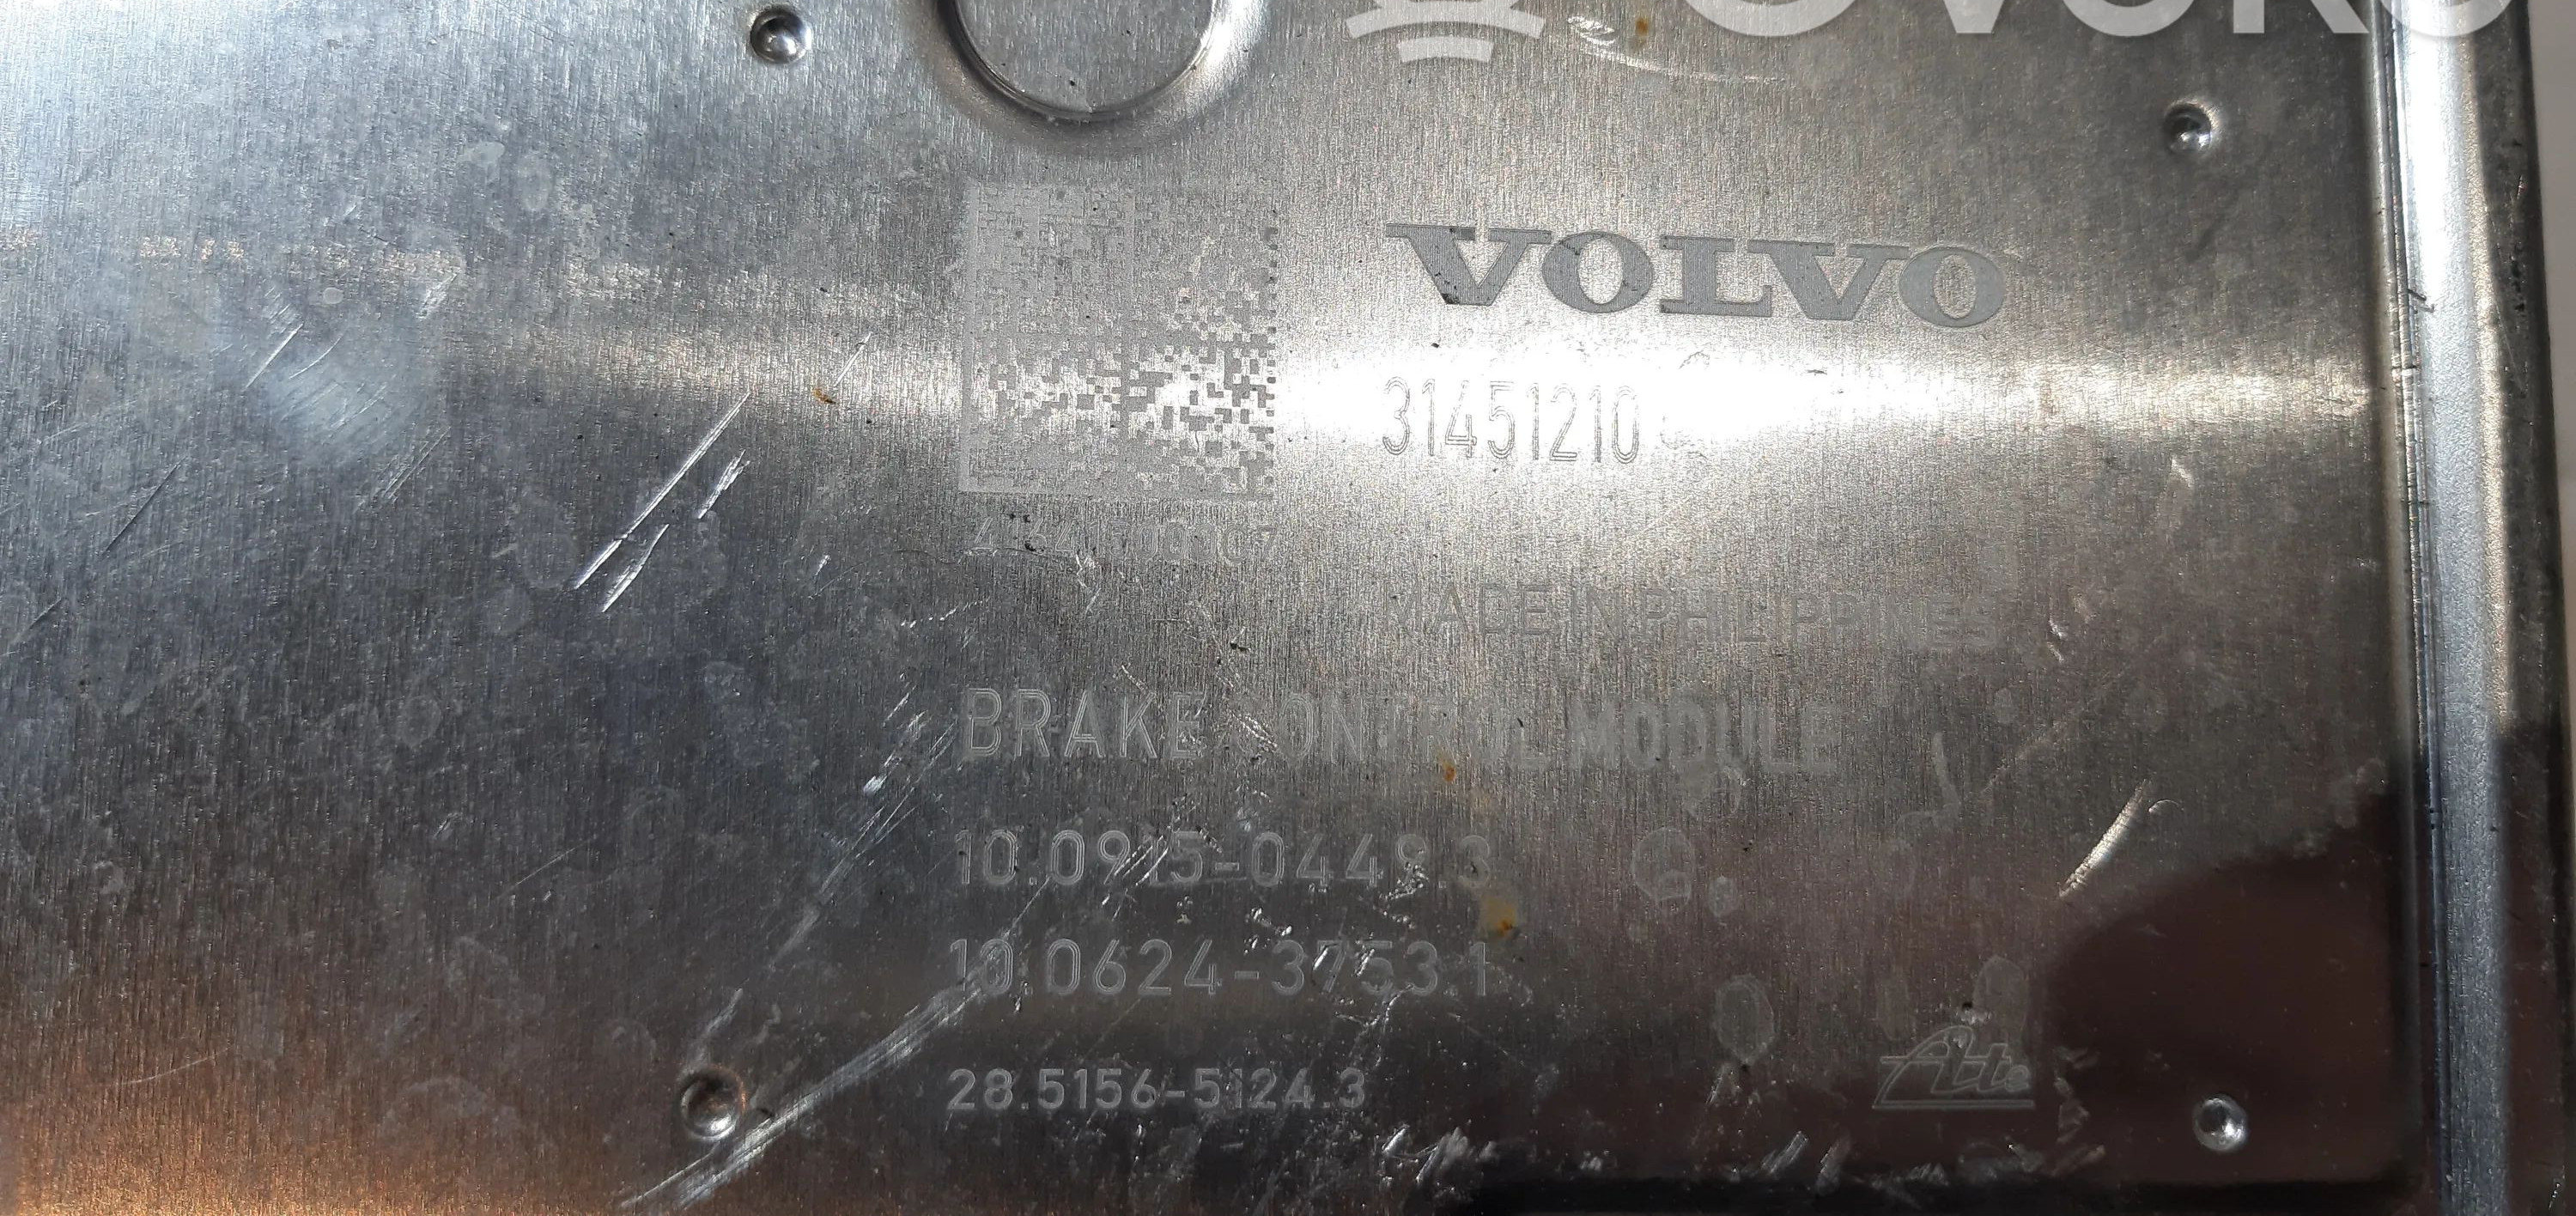 VOLVO
31451210
MADE IN PHILIPPINES
BRAKE CONTROL MODULE
10.0915-0449.3
10.0624-3753.1
28.5156-5124.3
Ate